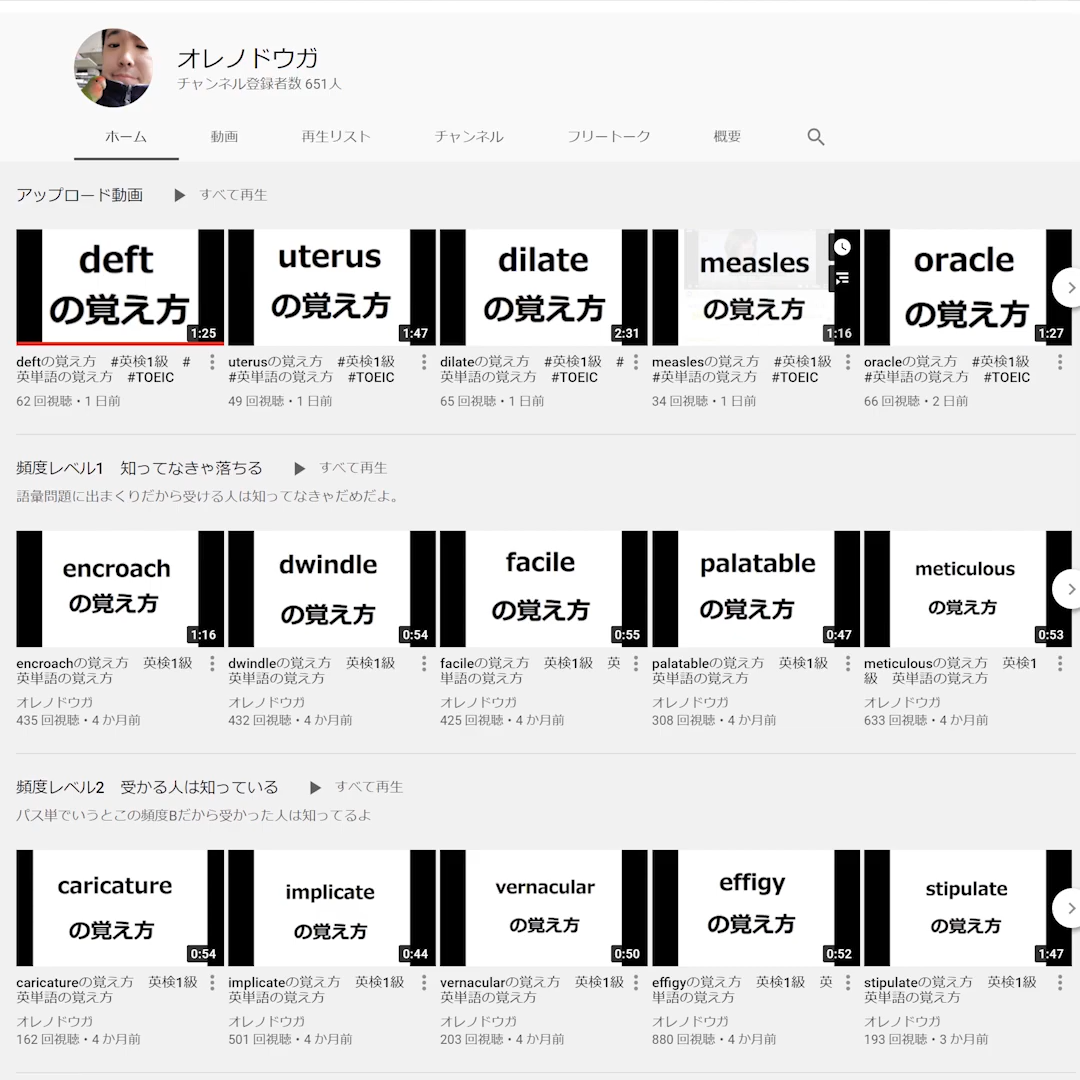 オレノドウガ
チャンネル登録者数 651人
ホーム 動画 再生リスト チャンネル フリートーク 概要
アップロード動画 すべて再生
deft
の覚え方
1:25
deftの覚え方　#英検1級　#
英単語の覚え方　#TOEIC
62 回視聴・1 日前
uterus
の覚え方
1:47
uterusの覚え方　#英検1級
#英単語の覚え方　#TOEIC
49 回視聴・1 日前
dilate
の覚え方
2:31
dilateの覚え方　#英検1級　#
英単語の覚え方　#TOEIC
65 回視聴・1 日前
measles
の覚え方
1:16
measlesの覚え方　#英検1級
#英単語の覚え方　#TOEIC
34 回視聴・1 日前
oracle
の覚え方
1:27
oracleの覚え方　#英検1級
#英単語の覚え方　#TOEIC
66 回視聴・2 日前
頻度レベル1　知ってなきゃ落ちる すべて再生
語彙問題に出まくりだから受ける人は知ってなきゃだめだよ。
encroach
の覚え方
1:16
encroachの覚え方　英検1級
英単語の覚え方
オレノドウガ
435 回視聴・4 か月前
dwindle
の覚え方
0:54
dwindleの覚え方　英検1級
英単語の覚え方
オレノドウガ
432 回視聴・4 か月前
facile
の覚え方
0:55
facileの覚え方　英検1級　英
単語の覚え方
オレノドウガ
425 回視聴・4 か月前
palatable
の覚え方
0:47
palatableの覚え方　英検1級
英単語の覚え方
オレノドウガ
308 回視聴・4 か月前
meticulous
の覚え方
0:53
meticulousの覚え方　英検1
級　英単語の覚え方
オレノドウガ
633 回視聴・4 か月前
頻度レベル2　受かる人は知っている すべて再生
パス単でいうとこの頻度Bだから受かった人は知ってるよ
caricature
の覚え方
0:54
caricatureの覚え方　英検1級
英単語の覚え方
オレノドウガ
162 回視聴・4 か月前
implicate
の覚え方
0:44
implicateの覚え方　英検1級
英単語の覚え方
オレノドウガ
501 回視聴・4 か月前
vernacular
の覚え方
0:50
vernacularの覚え方　英検1級
英単語の覚え方
オレノドウガ
203 回視聴・4 か月前
effigy
の覚え方
0:52
effigyの覚え方　英検1級　英
単語の覚え方
オレノドウガ
880 回視聴・4 か月前
stipulate
の覚え方
1:47
stipulateの覚え方　英検1級
英単語の覚え方
オレノドウガ
193 回視聴・3 か月前